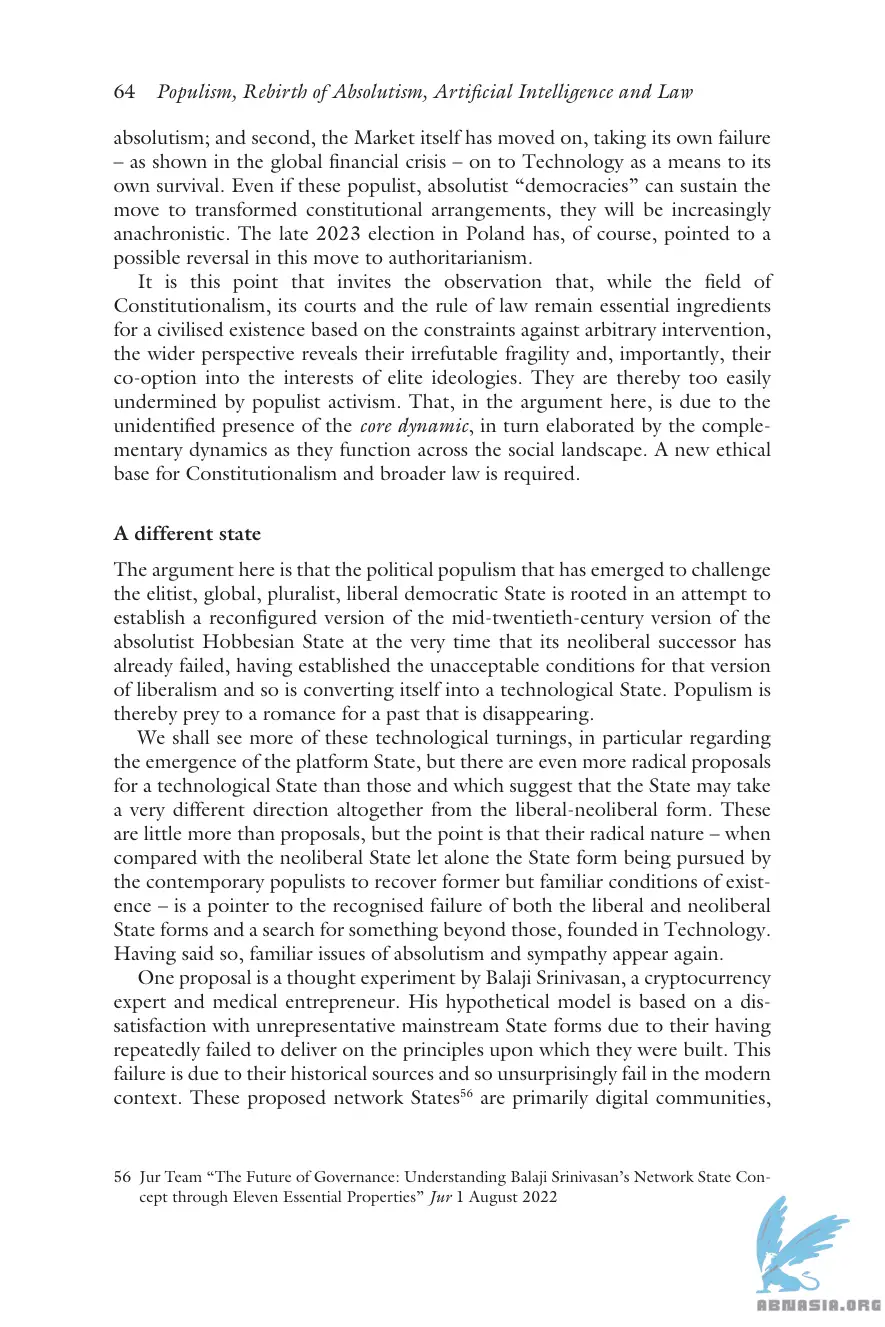 64 Populism, Rebirth of Absolutism, Artificial Intelligence and Law
absolutism; and second, the Market itself has moved on, taking its own failure
– as shown in the global financial crisis – on to Technology as a means to its
own survival. Even if these populist, absolutist “democracies” can sustain the
move to transformed constitutional arrangements, they will be increasingly
anachronistic. The late 2023 election in Poland has, of course, pointed to a
possible reversal in this move to authoritarianism.
It is this point that invites the observation that, while the field of
Constitutionalism, its courts and the rule of law remain essential ingredients
for a civilised existence based on the constraints against arbitrary intervention,
the wider perspective reveals their irrefutable fragility and, importantly, their
co-option into the interests of elite ideologies. They are thereby too easily
undermined by populist activism. That, in the argument here, is due to the
unidentified presence of the core dynamic, in turn elaborated by the comple-
mentary dynamics as they function across the social landscape. A new ethical
base for Constitutionalism and broader law is required.
A different state
The argument here is that the political populism that has emerged to challenge
the elitist, global, pluralist, liberal democratic State is rooted in an attempt to
establish a reconfigured version of the mid-twentieth-century version of the
absolutist Hobbesian State at the very time that its neoliberal successor has
already failed, having established the unacceptable conditions for that version
of liberalism and so is converting itself into a technological State. Populism is
thereby prey to a romance for a past that is disappearing.
We shall see more of these technological turnings, in particular regarding
the emergence of the platform State, but there are even more radical proposals
for a technological State than those and which suggest that the State may take
a very different direction altogether from the liberal-neoliberal form. These
are little more than proposals, but the point is that their radical nature – when
compared with the neoliberal State let alone the State form being pursued by
the contemporary populists to recover former but familiar conditions of exist-
ence – is a pointer to the recognised failure of both the liberal and neoliberal
State forms and a search for something beyond those, founded in Technology.
Having said so, familiar issues of absolutism and sympathy appear again.
One proposal is a thought experiment by Balaji Srinivasan, a cryptocurrency
expert and medical entrepreneur. His hypothetical model is based on a dis-
satisfaction with unrepresentative mainstream State forms due to their having
repeatedly failed to deliver on the principles upon which they were built. This
failure is due to their historical sources and so unsurprisingly fail in the modern
context. These proposed network States56 are primarily digital communities,
56 Jur Team “The Future of Governance: Understanding Balaji Srinivasan’s Network State Con-
cept through Eleven Essential Properties” Jur 1 August 2022
ABNASIA.ORG